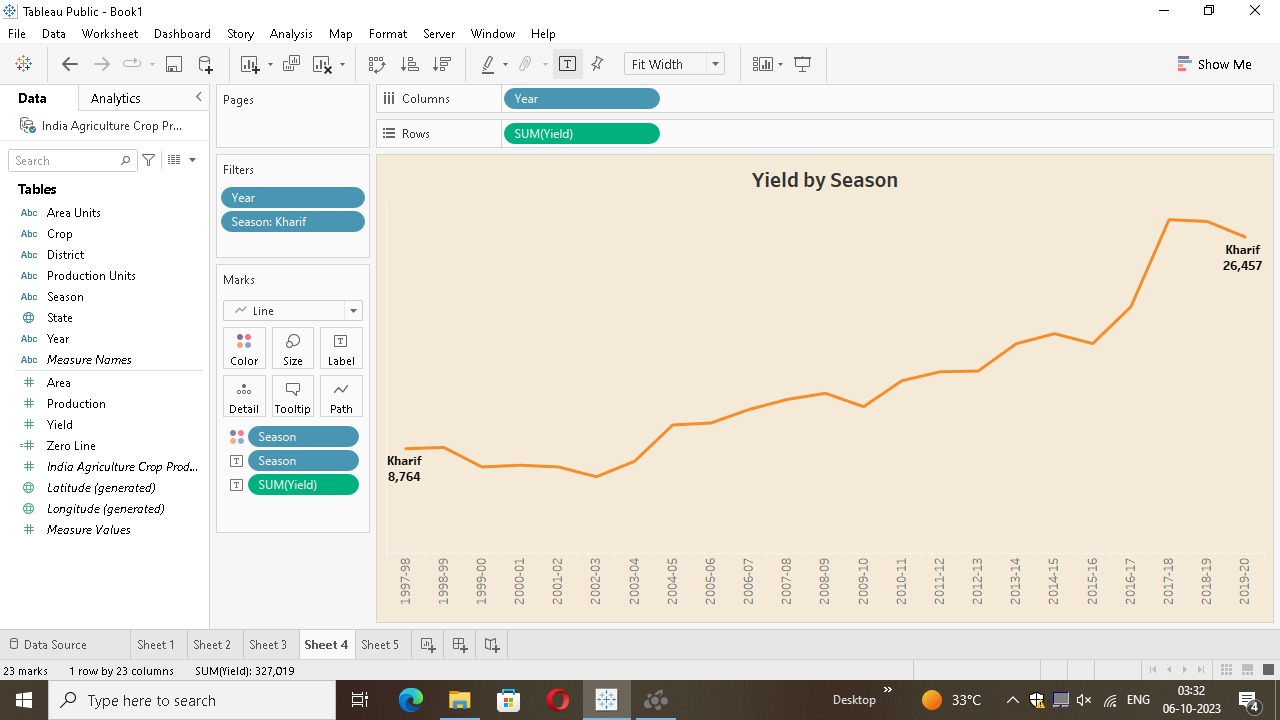 Tableau Public - Book1
File Data Worksheet Dashboard Story Analysis Map Format Server Window Help
Fit Width
Show Me
Data Analytics
India Agriculture Crop Pr...
Search
Tables
Abc Area Units
Abc Crop
Abc District
Abc Production Units
Abc Season
State
Abc Year
Abc Measure Names
Area
Production
Yield
Zero Line
India Agriculture Crop Prod...
Latitude (generated)
Longitude (generated)
Measure Values
Pages
Filters
Year
Season: Kharif
Marks
Line
Color Size Label
Detail Tooltip Path
Season
Season
SUM(Yield)
Columns Year
Rows SUM(Yield)
Yield by Season
Kharif
8,764
Kharif
26,457
1997-98
1998-99
1999-00
2000-01
2001-02
2002-03
2003-04
2004-05
2005-06
2006-07
2007-08
2008-09
2009-10
2010-11
2011-12
2012-13
2013-14
2014-15
2015-16
2016-17
2017-18
2018-19
2019-20
Data Source Sheet 1 Sheet 2 Sheet 3 Sheet 4 Sheet 5
23 marks 1 row by 23 columns SUM(Yield): 327,019
Type here to search
Desktop
33°C
ENG
03:32
06-10-2023
4